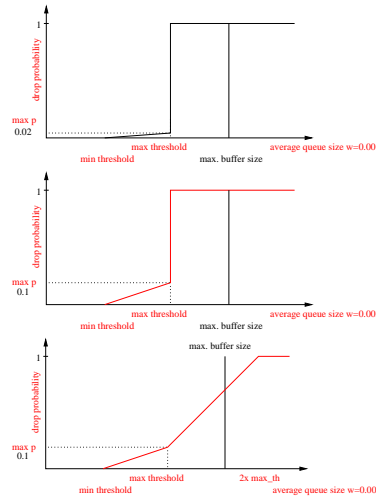 1
drop probability
max p
0.02
max threshold
average queue size w=0.00
min threshold
max. buffer size
1
drop probability
max p
0.1
max threshold
average queue size w=0.00
min threshold
max. buffer size
max. buffer size
1
drop probability
max p
0.1
max threshold
2x max_th
min threshold
average queue size w=0.00